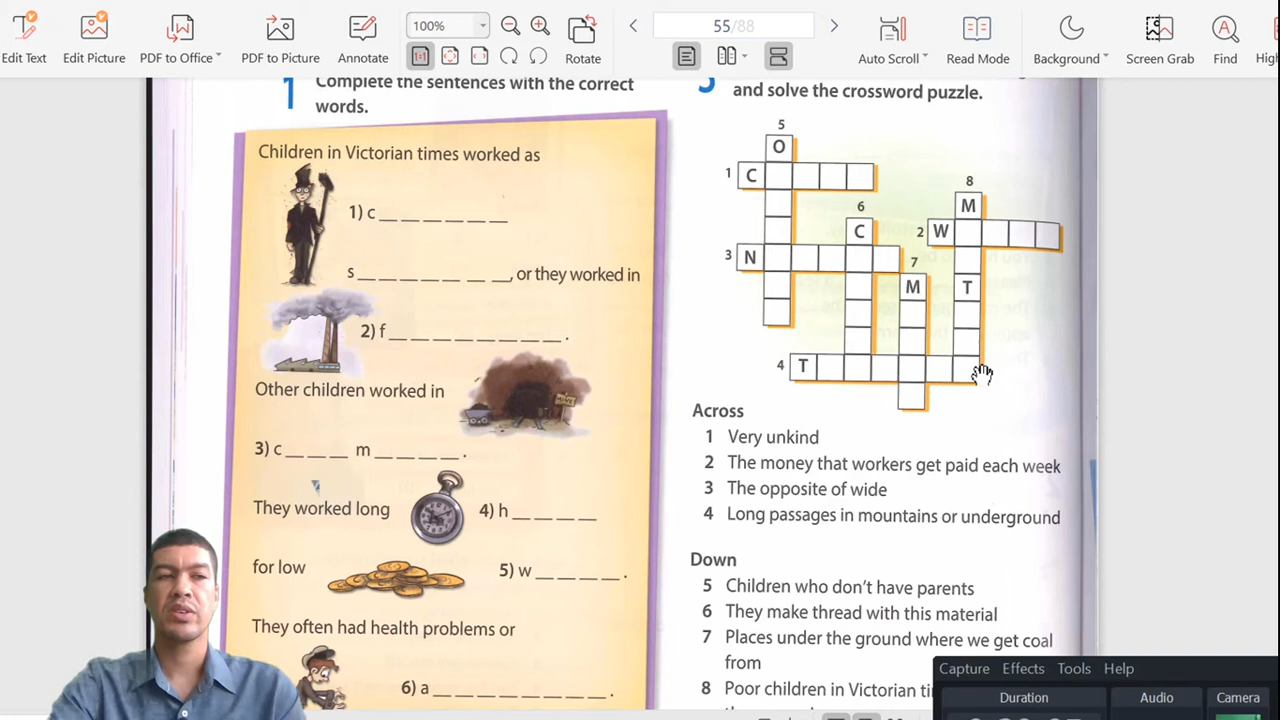 100%
55/88
Edit Text
Edit Picture
PDF to Office
PDF to Picture
Annotate
Rotate
Auto Scroll
Read Mode
Background
Screen Grab
Find
1 Complete the sentences with the correct
words.
Children in Victorian times worked as
1) c _ _ _ _ _ _ _
s _ _ _ _ _ _ _ _, or they worked in
2) f _ _ _ _ _ _ _ _ _.
Other children worked in
MINE
3) c _ _ _ _ m _ _ _ _ _.
They worked long
4) h _ _ _ _
for low
5) w _ _ _ _ _.
They often had health problems or
6) a _ _ _ _ _ _ _ _ _.
and solve the crossword puzzle.
5
O
1 C
8
M
6
C
2 W
3 N
7
M
T
4 T
Across
1 Very unkind
2 The money that workers get paid each week
3 The opposite of wide
4 Long passages in mountains or underground
Down
5 Children who don't have parents
6 They make thread with this material
7 Places under the ground where we get coal
from
8 Poor children in Victorian
Capture Effects Tools Help
Duration
Audio
Camera